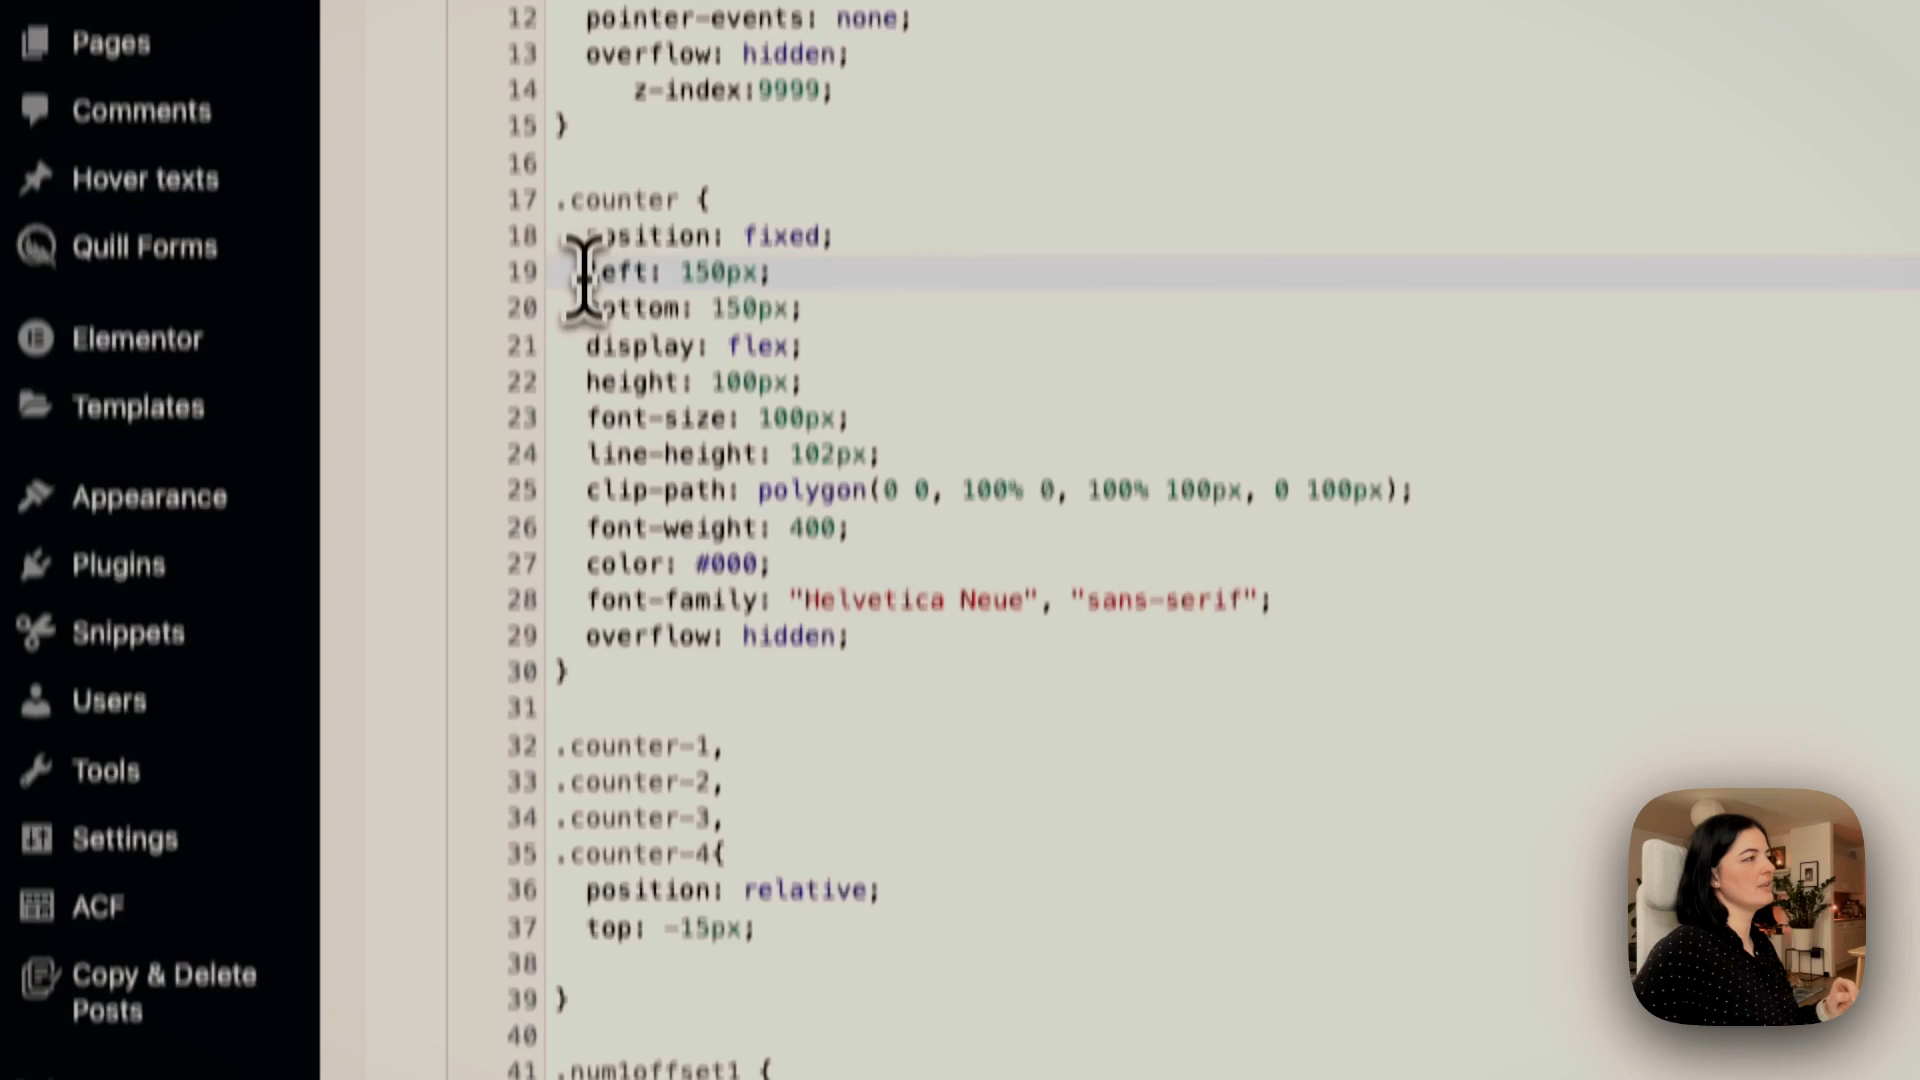 Pages
Comments
Hover texts
Quill Forms
Elementor
Templates
Appearance
Plugins
Snippets
Users
Tools
Settings
ACF
Copy & Delete
Posts
12 pointer-events: none;
13 overflow: hidden;
14 z-index:9999;
15 }
16
17 .counter {
18 position: fixed;
19 left: 150px;
20 bottom: 150px;
21 display: flex;
22 height: 100px;
23 font-size: 100px;
24 line-height: 102px;
25 clip-path: polygon(0 0, 100% 0, 100% 100px, 0 100px);
26 font-weight: 400;
27 color: #000;
28 font-family: "Helvetica Neue", "sans-serif";
29 overflow: hidden;
30 }
31
32 .counter-1,
33 .counter-2,
34 .counter-3,
35 .counter-4{
36 position: relative;
37 top: -15px;
38
39 }
40
41 .num1offset1 {